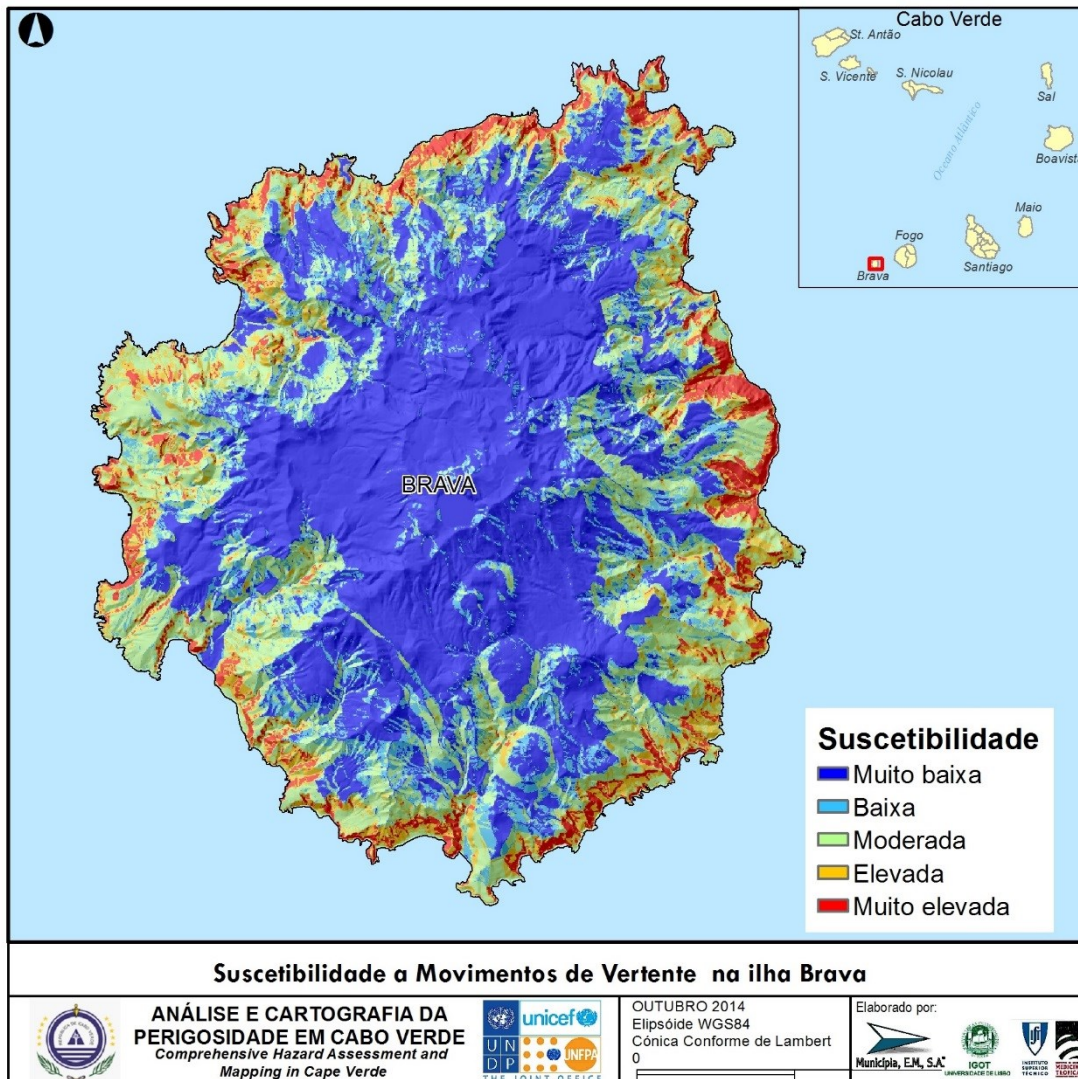 Cabo Verde
St. Antão
S. Vicente
S. Nicolau
Sal
Oceano Atlântico
Boavista
Maio
Fogo
Santiago
Brava
BRAVA
Suscetibilidade
Muito baixa
Baixa
Moderada
Elevada
Muito elevada
Suscetibilidade a Movimentos de Vertente na ilha Brava
ANÁLISE E CARTOGRAFIA DA
PERIGOSIDADE EM CABO VERDE
Comprehensive Hazard Assessment and
Mapping in Cape Verde
unicef
UN
DP
UNFPA
THE JOINT OFFICE
OUTUBRO 2014
Elipsóide WGS84
Cónica Conforme de Lambert
0
Elaborado por:
Município, E.M., S.A.
IGOT
UNIVERSIDADE DE LISBOA
INSTITUTO
SUPERIOR
TÉCNICO